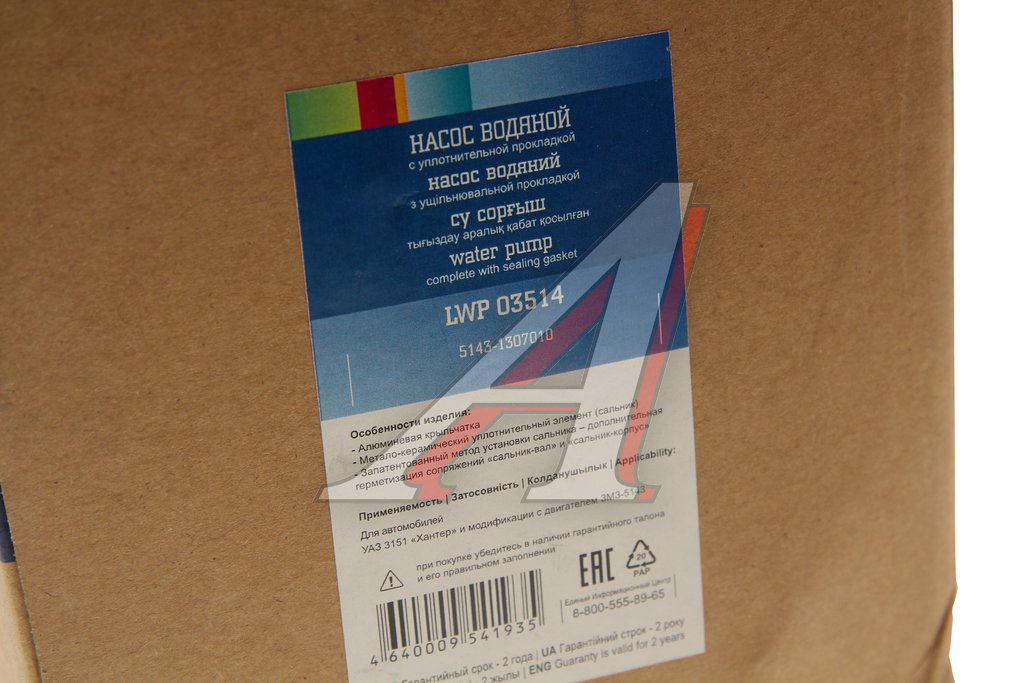 НАСОС ВОДЯНОЙ
с уплотнительной прокладкой
насос водяний
з ущільнювальной прокладкой
су сорғыш
тығыздау аралық қабат қосылған
water pump
complete with sealing gasket
LWP 03514
5143-1307010
Особенности изделия:
- Алюминевая крыльчатка
- Метало-керамический уплотнительный элемент (сальник)
- Запатентованный метод установки сальника – дополнительная
герметизация сопряжений «сальник-вал» и «сальник-корпус»
Применяемость | Затосовність | Колданушылык | Applicability:
Для автомобилей
УАЗ 3151 «Хантер» и модификации с двигателем ЗМЗ-5143
при покупке убедитесь в наличии гарантийного талона
и его правильном заполнении
EAC
20
PAP
Единый Информационный Центр
8-800-555-89-65
4 640009 541935
Гарантийный срок - 2 года | UA Гарантійний строк - 2 року
- 2 жылы | ENG Guaranty is valid for 2 years